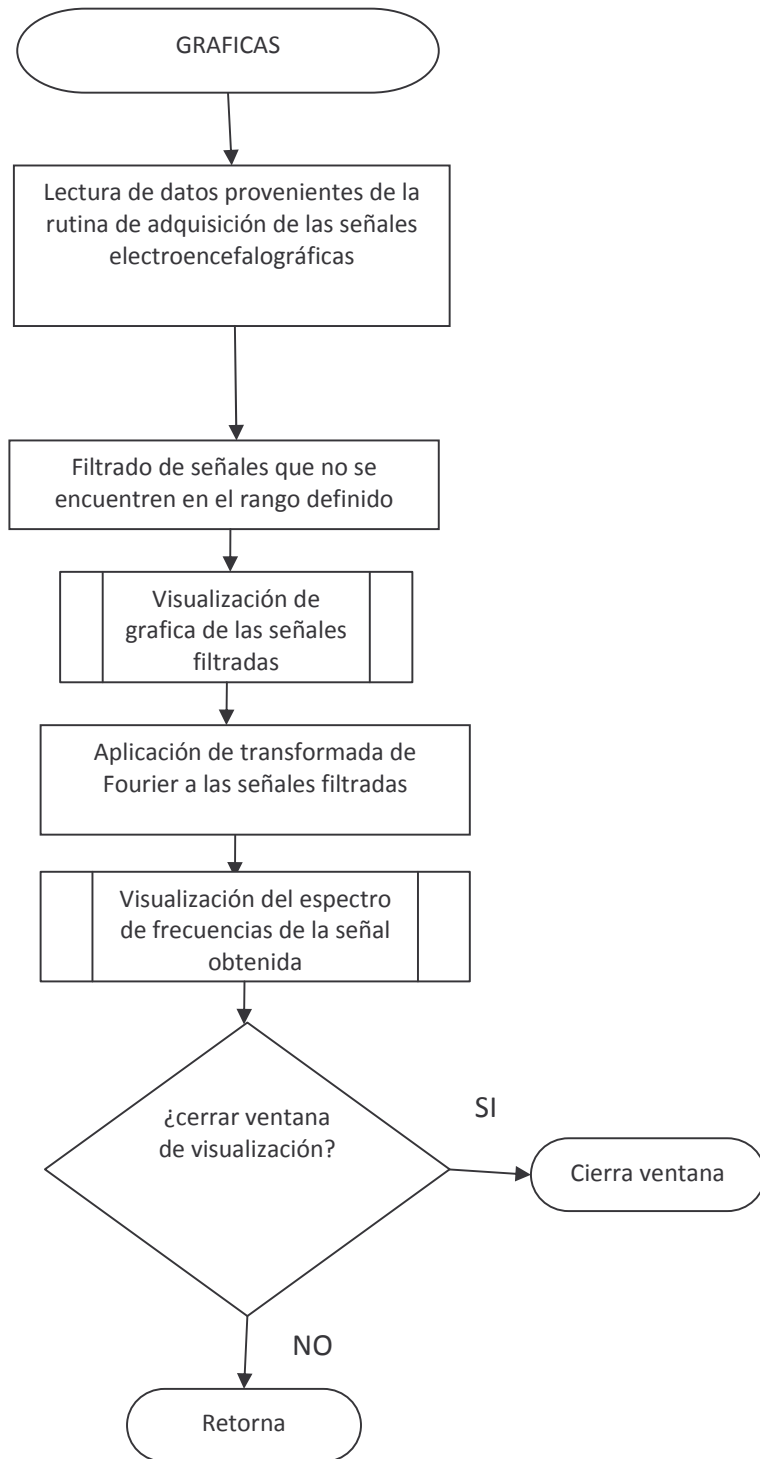 GRAFICAS
Lectura de datos provenientes de la
rutina de adquisición de las señales
electroencefalográficas
Filtrado de señales que no se
encuentren en el rango definido
Visualización de
grafica de las señales
filtradas
Aplicación de transformada de
Fourier a las señales filtradas
Visualización del espectro
de frecuencias de la señal
obtenida
¿cerrar ventana
de visualización?
SI
Cierra ventana
NO
Retorna